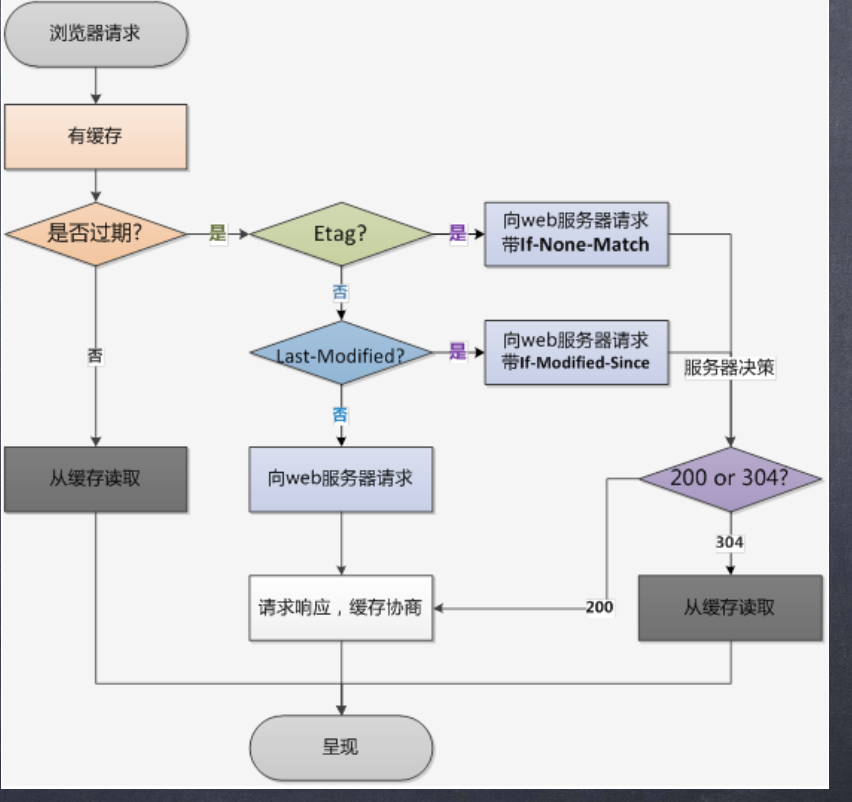 浏览器请求
有缓存
是否过期?
是
Etag?
是
向web服务器请求
带If-None-Match
否
否
Last-Modified?
是
向web服务器请求
带If-Modified-Since
服务器决策
否
从缓存读取
向web服务器请求
200 or 304?
304
请求响应，缓存协商
200
从缓存读取
呈现